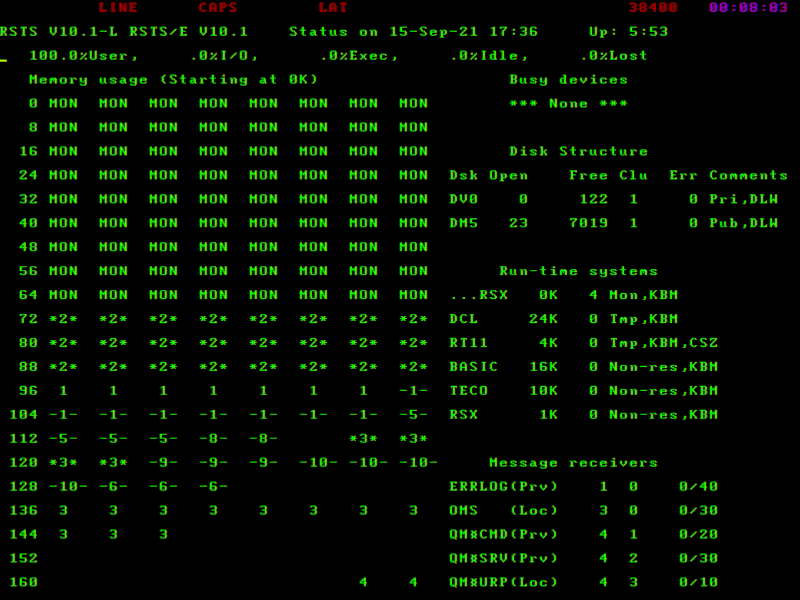 LINE CAPS LAT 38400 00:08:03
RSTS V10.1-L RSTS/E V10.1 Status on 15-Sep-21 17:36 Up: 5:53
100.0%User, .0%I/O, .0%Exec, .0%Idle, .0%Lost
Memory usage (Starting at 0K) Busy devices
0 MON MON MON MON MON MON MON MON *** None ***
8 MON MON MON MON MON MON MON MON
16 MON MON MON MON MON MON MON MON Disk Structure
24 MON MON MON MON MON MON MON MON Dsk Open Free Clu Err Comments
32 MON MON MON MON MON MON MON MON DV0 0 122 1 0 Pri,DLW
40 MON MON MON MON MON MON MON MON DM5 23 7019 1 0 Pub,DLW
48 MON MON MON MON MON MON MON MON
56 MON MON MON MON MON MON MON MON Run-time systems
64 MON MON MON MON MON MON MON MON ...RSX 0K 4 Mon,KBM
72 *2* *2* *2* *2* *2* *2* *2* *2* DCL 24K 0 Tmp,KBM
80 *2* *2* *2* *2* *2* *2* *2* *2* RT11 4K 0 Tmp,KBM,CSZ
88 *2* *2* *2* *2* *2* *2* *2* *2* BASIC 16K 0 Non-res,KBM
96 1 1 1 1 1 1 1 -1- TECO 10K 0 Non-res,KBM
104 -1- -1- -1- -1- -1- -1- -1- -5- RSX 1K 0 Non-res,KBM
112 -5- -5- -5- -8- -8- *3* *3*
120 *3* *3* -9- -9- -9- -10- -10- -10- Message receivers
128 -10- -6- -6- -6- ERRLOG(Prv) 1 0 0/40
136 3 3 3 3 3 3 3 3 OMS (Loc) 3 0 0/30
144 3 3 3 QM¤CMD(Prv) 4 1 0/20
152 QM¤SRV(Prv) 4 2 0/30
160 4 4 QM¤URP(Loc) 4 3 0/10